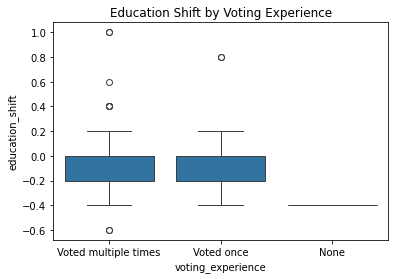 Education Shift by Voting Experience
education_shift
1.0
0.8
0.6
0.4
0.2
0.0
−0.2
−0.4
−0.6
Voted multiple times Voted once None
voting_experience